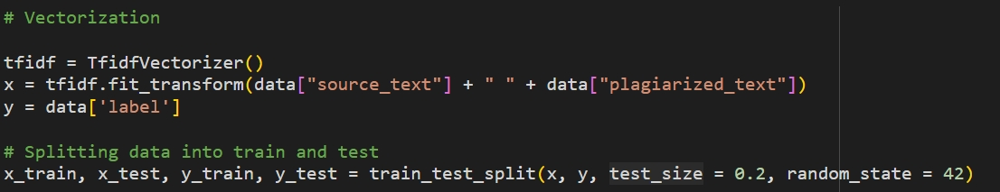 # Vectorization
tfidf = TfidfVectorizer()
x = tfidf.fit_transform(data["source_text"] + " " + data["plagiarized_text"])
y = data['label']
# Splitting data into train and test
x_train, x_test, y_train, y_test = train_test_split(x, y, test_size = 0.2, random_state = 42)